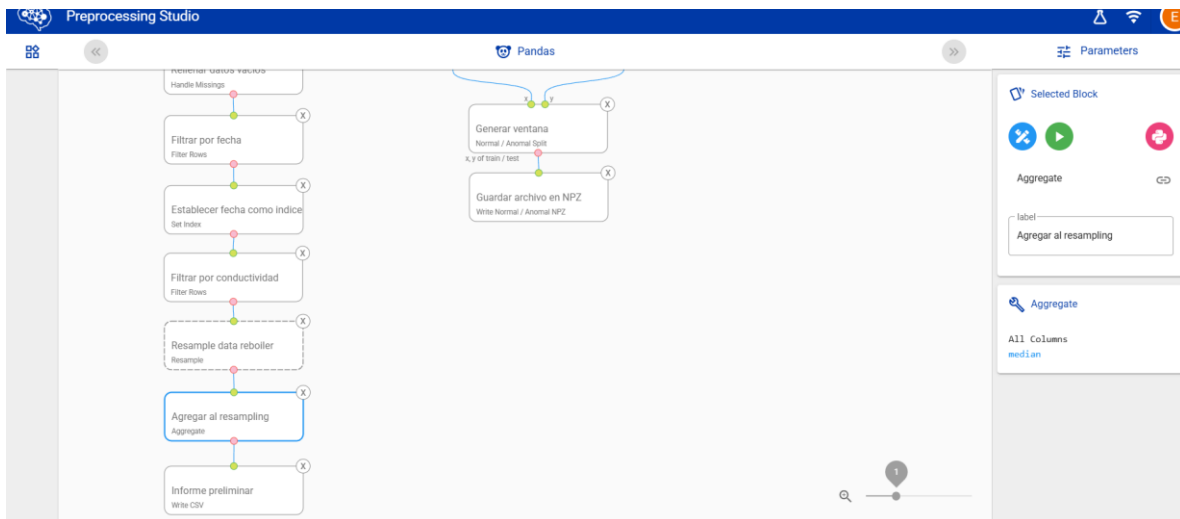 Preprocessing Studio
E
Pandas
Parameters
Rellenar datos vacios
Handle Missings
X
Filtrar por fecha
Filter Rows
X
Establecer fecha como indice
Set Index
X
Filtrar por conductividad
Filter Rows
X
Resample data reboiler
Resample
X
Agregar al resampling
Aggregate
X
Informe preliminar
Write CSV
x
y
X
Generar ventana
Normal / Anomal Split
x, y of train / test
X
Guardar archivo en NPZ
Write Normal / Anomal NPZ
1
Selected Block
Aggregate
label
Agregar al resampling
Aggregate
All Columns
median